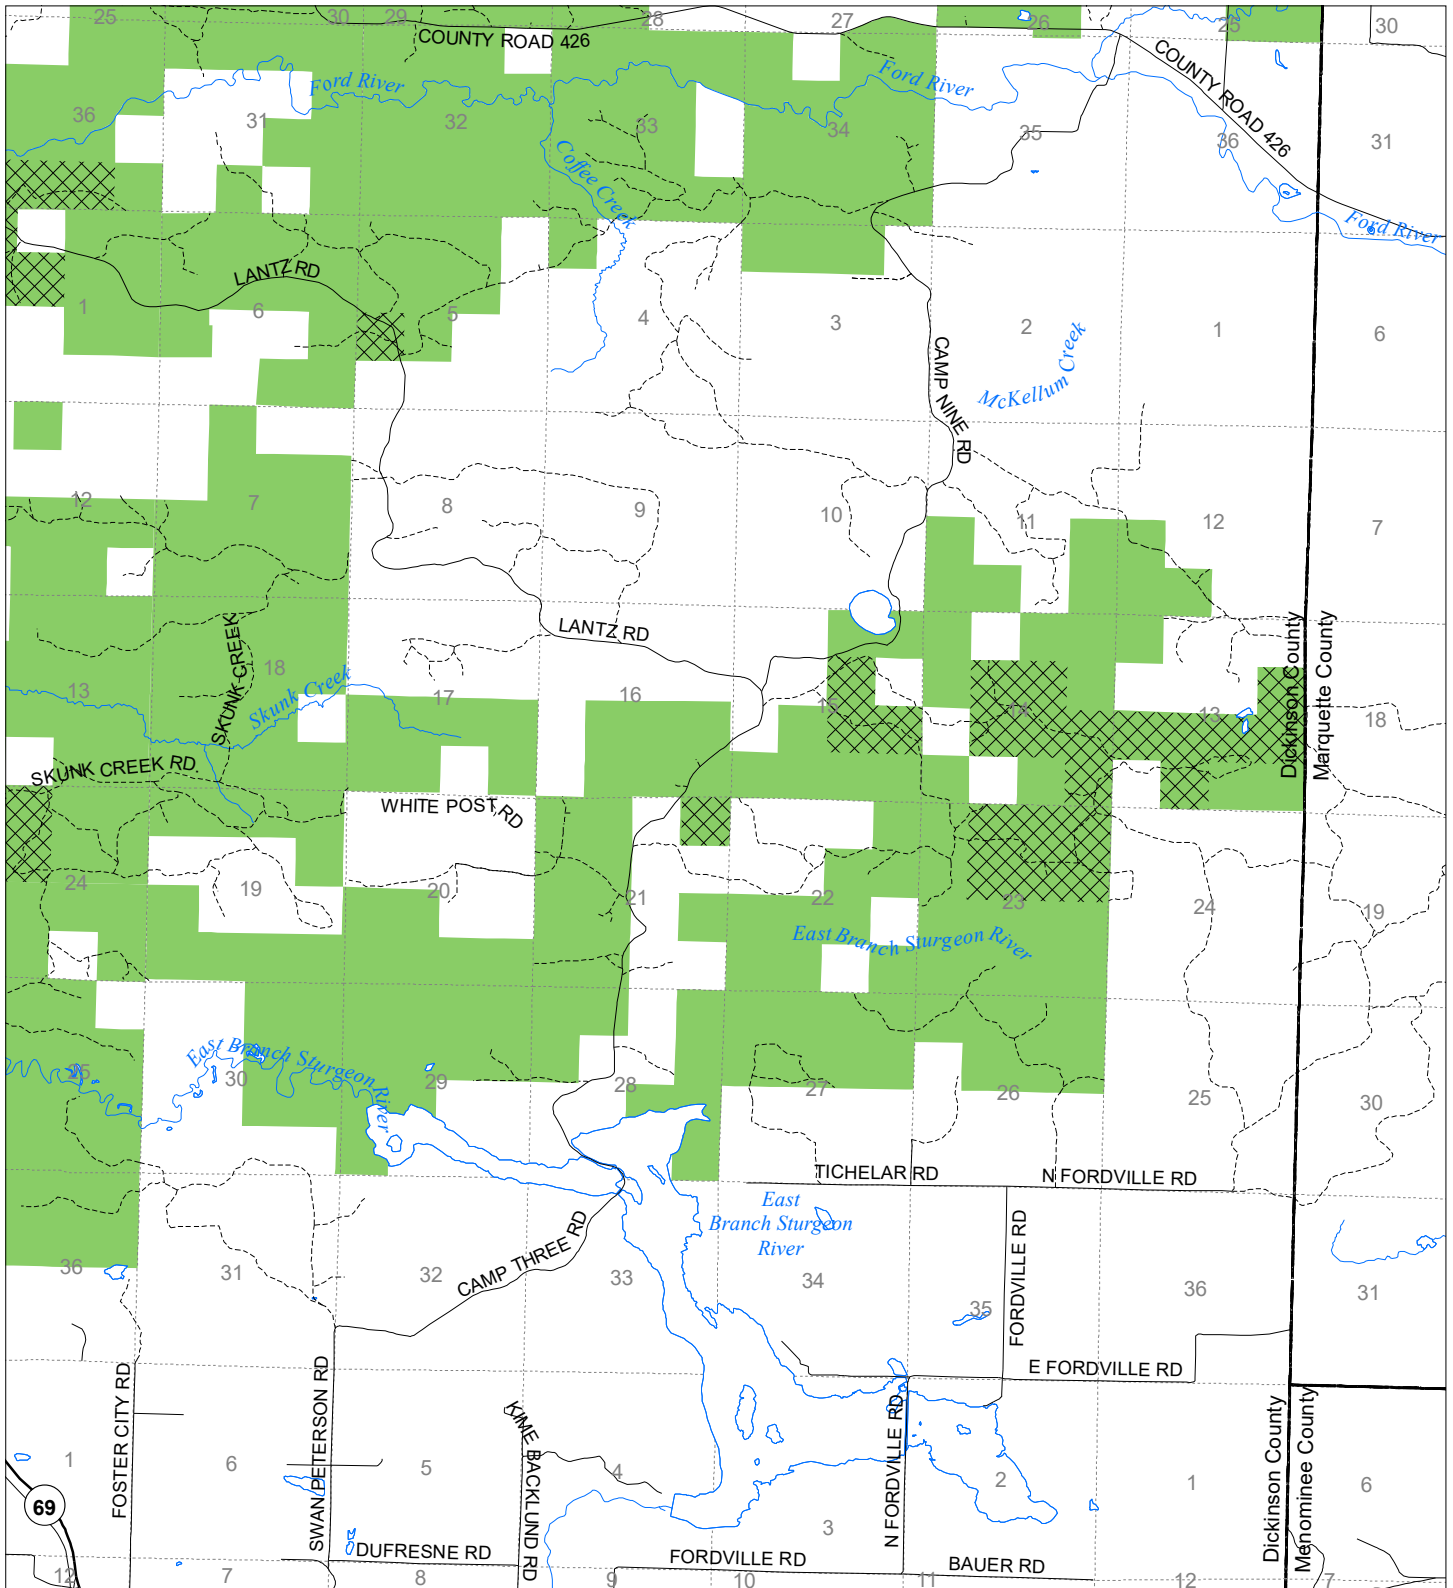 25
30
29
28
27
26
25
30
COUNTY ROAD 426
COUNTY ROAD 426
Ford River
Ford River
36
31
32
33
34
35
36
31
Coffee Creek
Ford River
LANTZ RD
1
6
5
4
3
2
1
6
McKellum Creek
CAMP NINE RD
12
7
8
9
10
11
12
7
LANTZ RD
Dickinson County
Marquette County
SKUNK CREEK
18
Skunk Creek
13
17
16
15
14
13
18
SKUNK CREEK RD
WHITE POST RD
24
19
20
21
22
23
24
19
East Branch Sturgeon River
East Branch Sturgeon River
25
30
29
28
27
26
25
30
TICHELAR RD
N FORDVILLE RD
East
Branch Sturgeon
River
FORDVILLE RD
CAMP THREE RD
36
31
32
33
34
35
36
31
E FORDVILLE RD
FOSTER CITY RD
SWAN PETERSON RD
KIME BACKLUND RD
N FORDVILLE RD
Dickinson County
Menominee County
1
6
5
4
3
2
1
6
69
DUFRESNE RD
FORDVILLE RD
BAUER RD
12
7
8
9
10
11
12
7